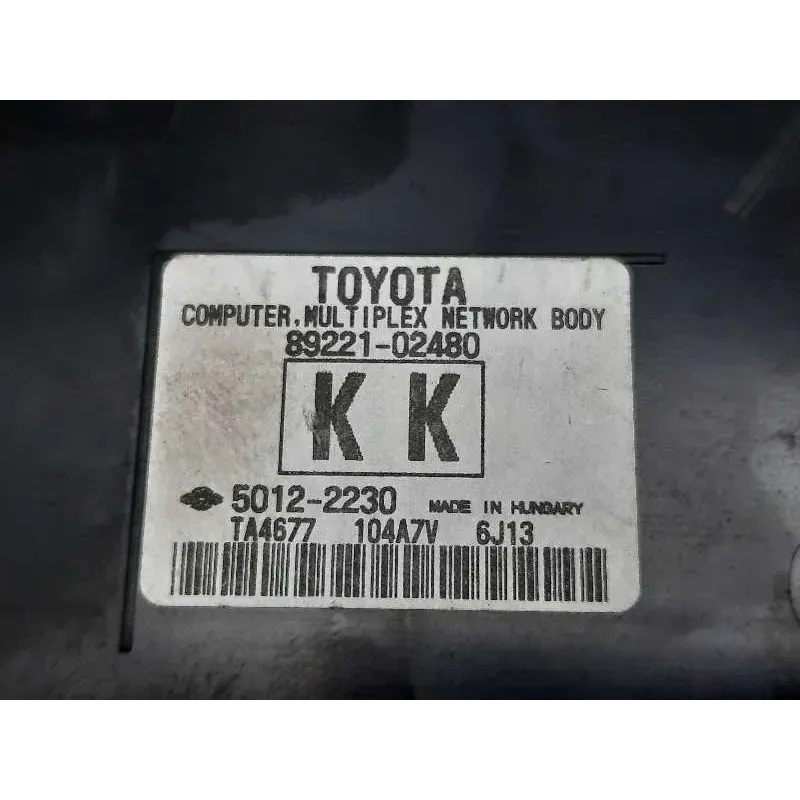 TOYOTA
COMPUTER, MULTIPLEX NETWORK BODY
89221-02480
K K
5012-2230 MADE IN HUNGARY
TA4677 104A7V 6J13